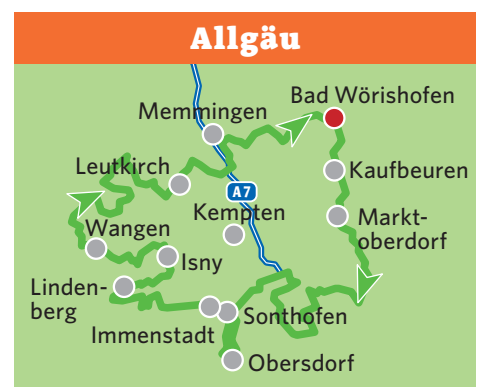 Allgäu
Bad Wörishofen
Memmingen
Leutkirch
Kaufbeuren
A7
Kempten
Markt-
oberdorf
Wangen
Isny
Linden-
berg
Immenstadt
Sonthofen
Obersdorf